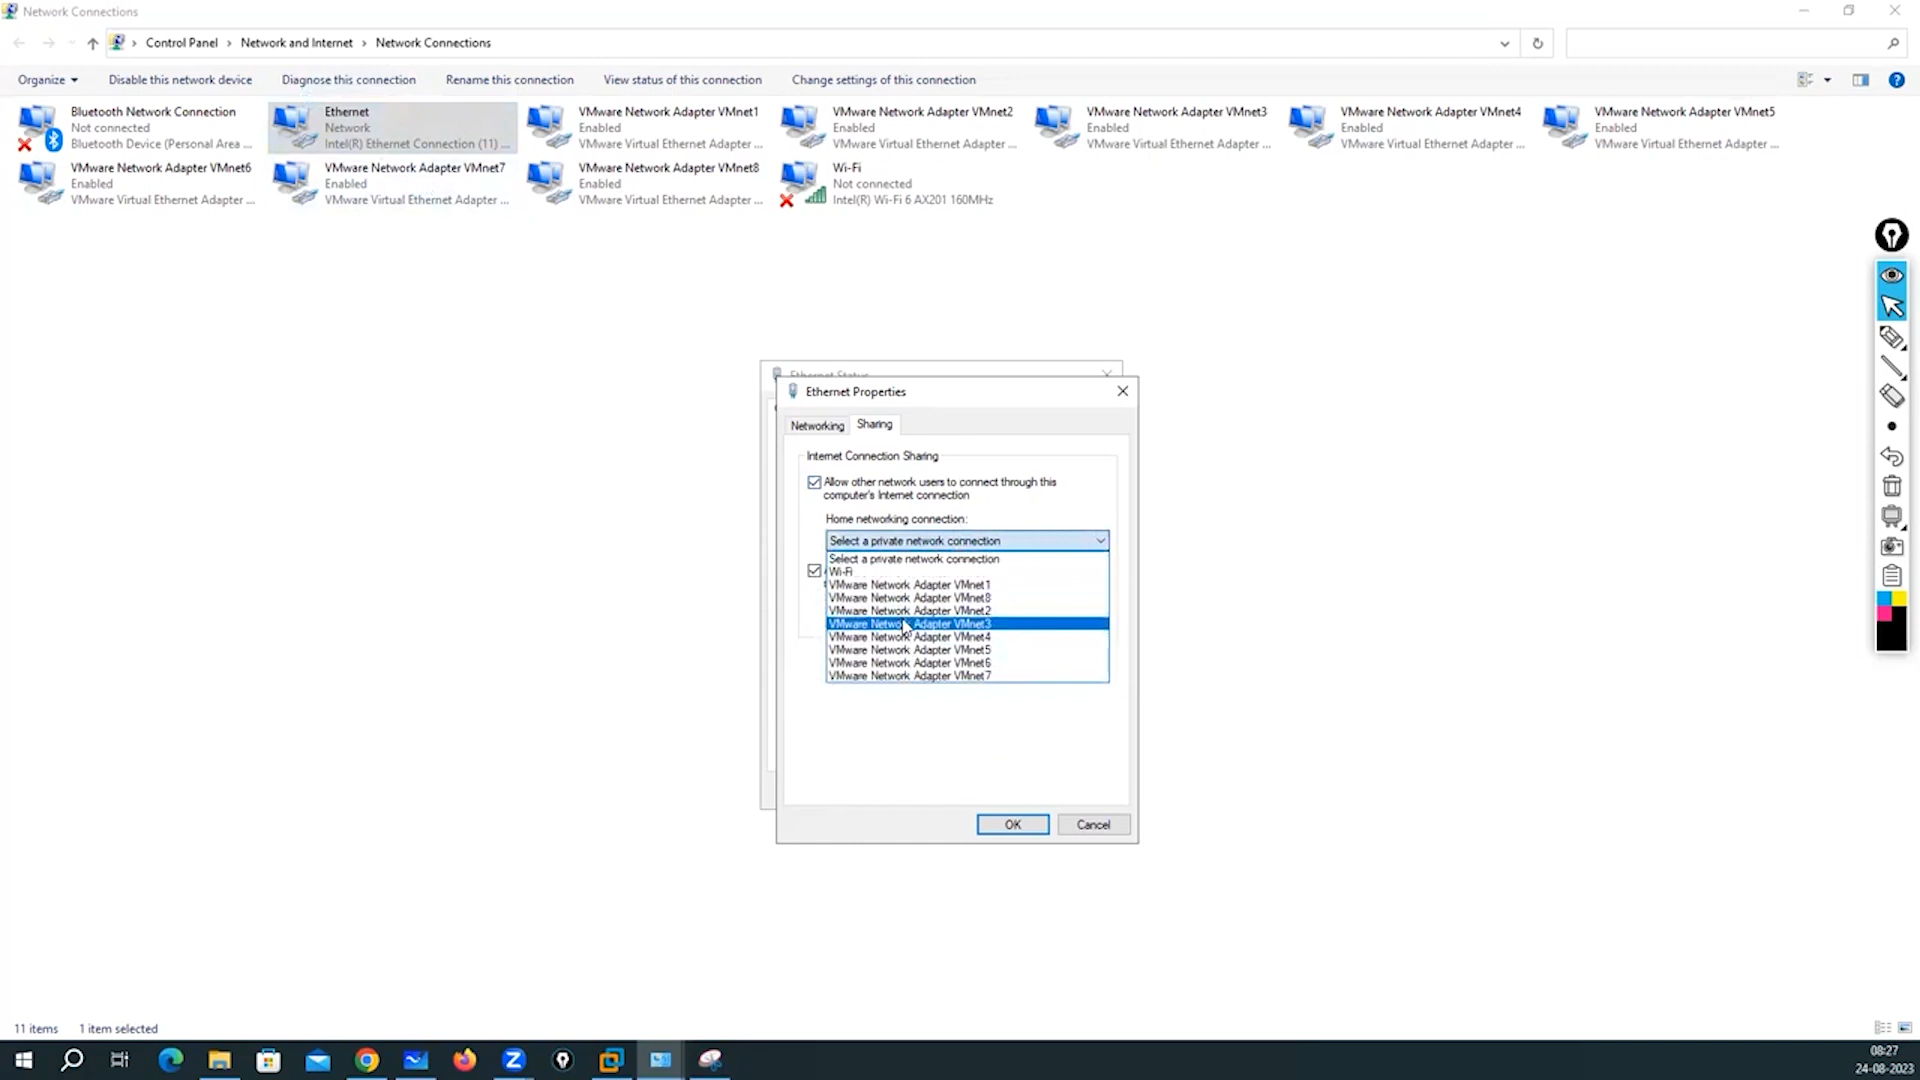 Network Connections
Control Panel › Network and Internet › Network Connections
Organize Disable this network device Diagnose this connection Rename this connection View status of this connection Change settings of this connection
Bluetooth Network Connection
Not connected
Bluetooth Device (Personal Area ...
Ethernet
Network
Intel(R) Ethernet Connection (11) ...
VMware Network Adapter VMnet1
Enabled
VMware Virtual Ethernet Adapter ...
VMware Network Adapter VMnet2
Enabled
VMware Virtual Ethernet Adapter ...
VMware Network Adapter VMnet3
Enabled
VMware Virtual Ethernet Adapter ...
VMware Network Adapter VMnet4
Enabled
VMware Virtual Ethernet Adapter ...
VMware Network Adapter VMnet5
Enabled
VMware Virtual Ethernet Adapter ...
VMware Network Adapter VMnet6
Enabled
VMware Virtual Ethernet Adapter ...
VMware Network Adapter VMnet7
Enabled
VMware Virtual Ethernet Adapter ...
VMware Network Adapter VMnet8
Enabled
VMware Virtual Ethernet Adapter ...
Wi-Fi
Not connected
Intel(R) Wi-Fi 6 AX201 160MHz
Ethernet Status
Ethernet Properties
Networking Sharing
Internet Connection Sharing
Allow other network users to connect through this
computer's Internet connection
Home networking connection:
Select a private network connection
Select a private network connection
Wi-Fi
VMware Network Adapter VMnet1
VMware Network Adapter VMnet8
VMware Network Adapter VMnet2
VMware Network Adapter VMnet3
VMware Network Adapter VMnet4
VMware Network Adapter VMnet5
VMware Network Adapter VMnet6
VMware Network Adapter VMnet7
OK Cancel
11 items 1 item selected
08:27
24-08-2023